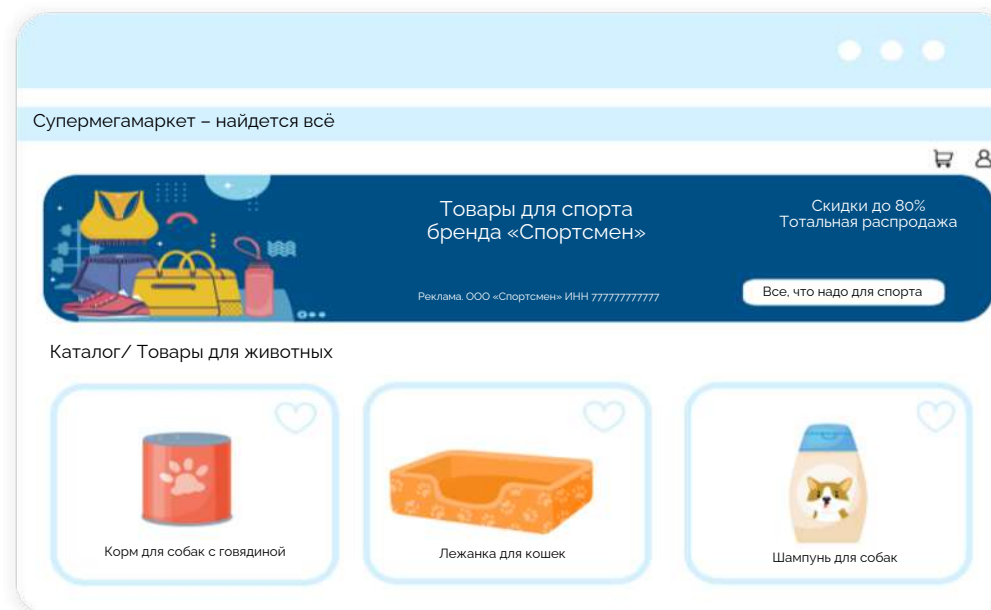 Супермегамаркет – найдется всё
Товары для спорта
бренда «Спортсмен»
Скидки до 80%
Тотальная распродажа
Реклама. ООО «Спортсмен» ИНН 777777777777
Все, что надо для спорта
Каталог/ Товары для животных
Корм для собак с говядиной
Лежанка для кошек
Шампунь для собак